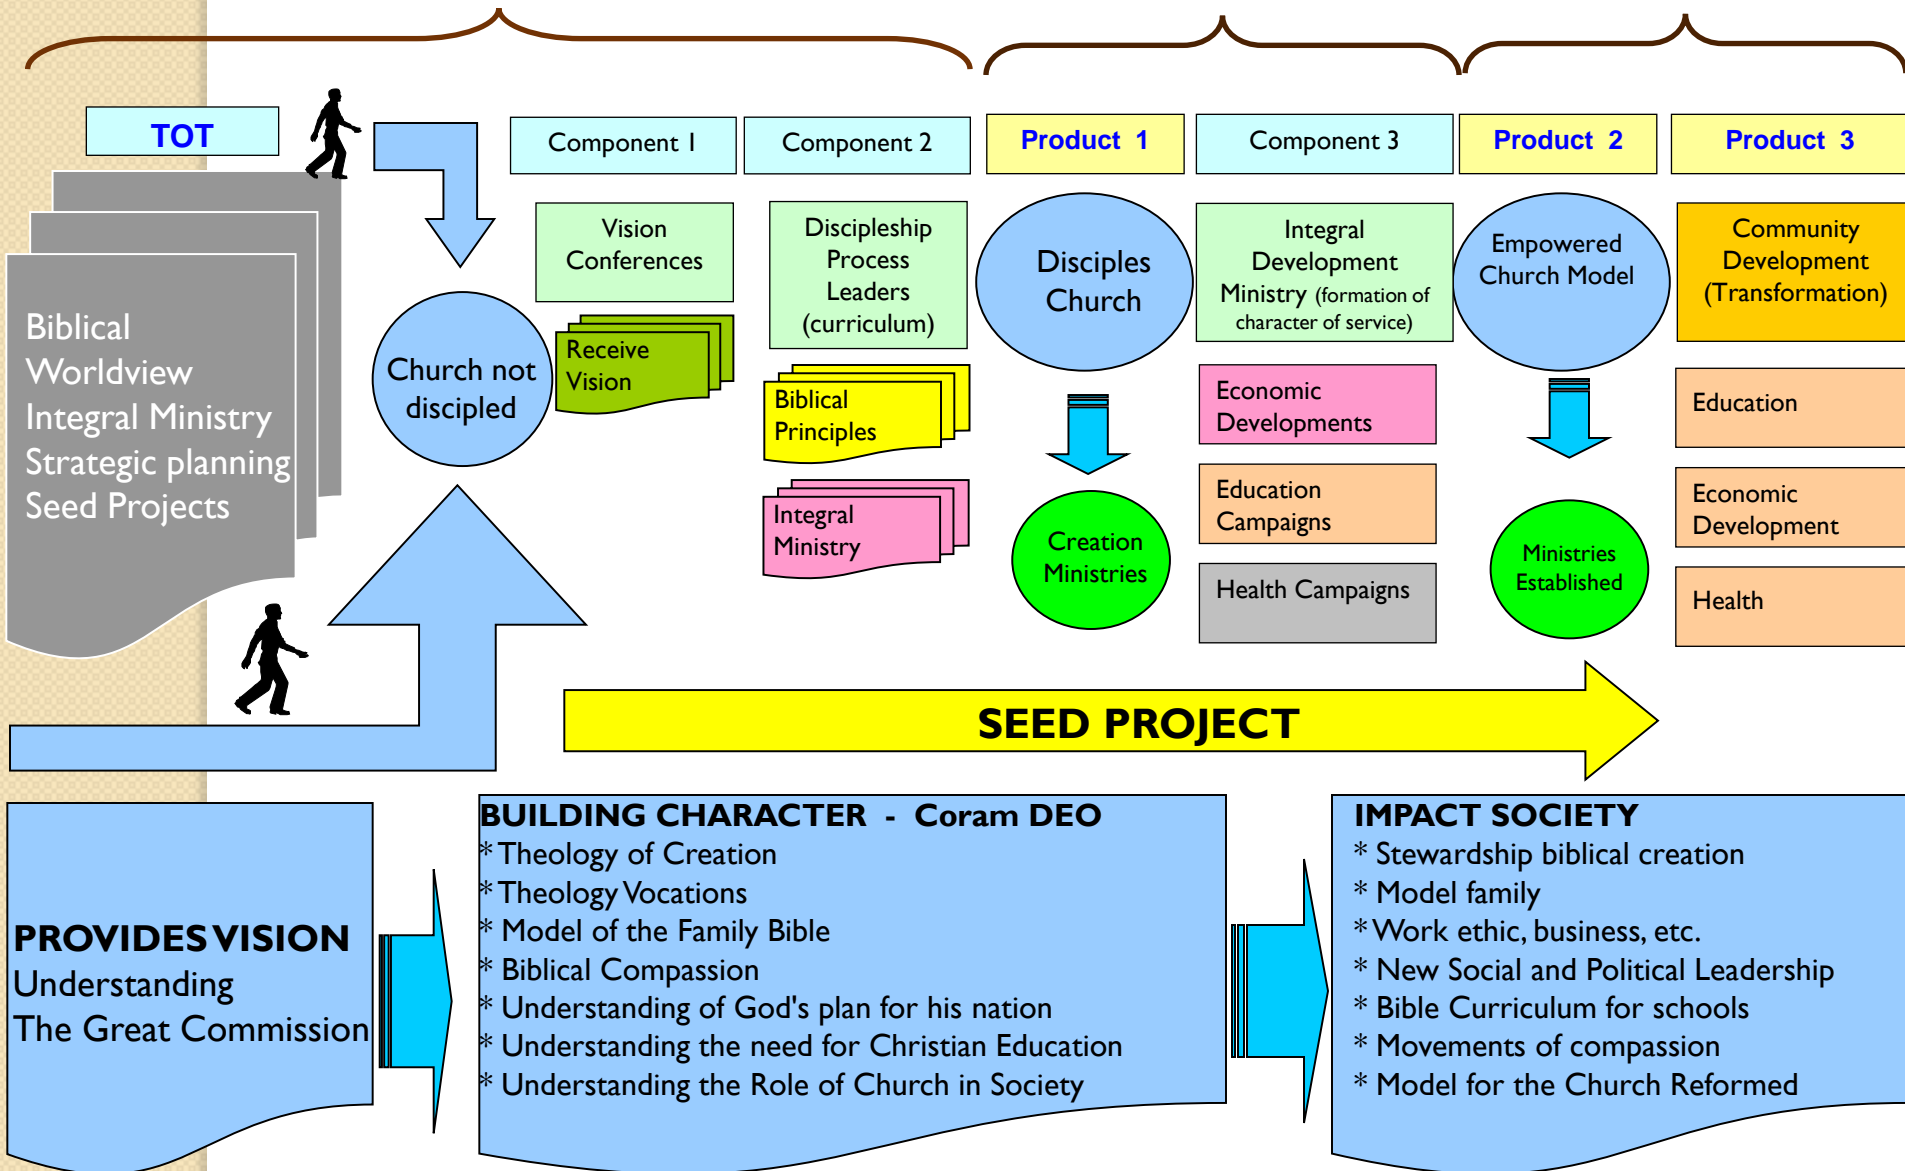 TOT
Biblical
Worldview
Integral Ministry
Strategic planning
Seed Projects
Church not
discipled
Component 1
Vision
Conferences
Receive
Vision
Component 2
Discipleship
Process
Leaders
(curriculum)
Biblical
Principles
Integral
Ministry
Product 1
Disciples
Church
Creation
Ministries
Component 3
Integral
Development
Ministry (formation of
character of service)
Economic
Developments
Education
Campaigns
Health Campaigns
Product 2
Empowered
Church Model
Ministries
Established
Product 3
Community
Development
(Transformation)
Education
Economic
Development
Health
SEED PROJECT
PROVIDES VISION
Understanding
The Great Commission
BUILDING CHARACTER - Coram DEO
* Theology of Creation
* Theology Vocations
* Model of the Family Bible
* Biblical Compassion
* Understanding of God's plan for his nation
* Understanding the need for Christian Education
* Understanding the Role of Church in Society
IMPACT SOCIETY
* Stewardship biblical creation
* Model family
* Work ethic, business, etc.
* New Social and Political Leadership
* Bible Curriculum for schools
* Movements of compassion
* Model for the Church Reformed